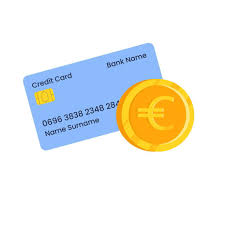 Credit Card
Bank Name
0696 3838 2348 284
Name Surname
€